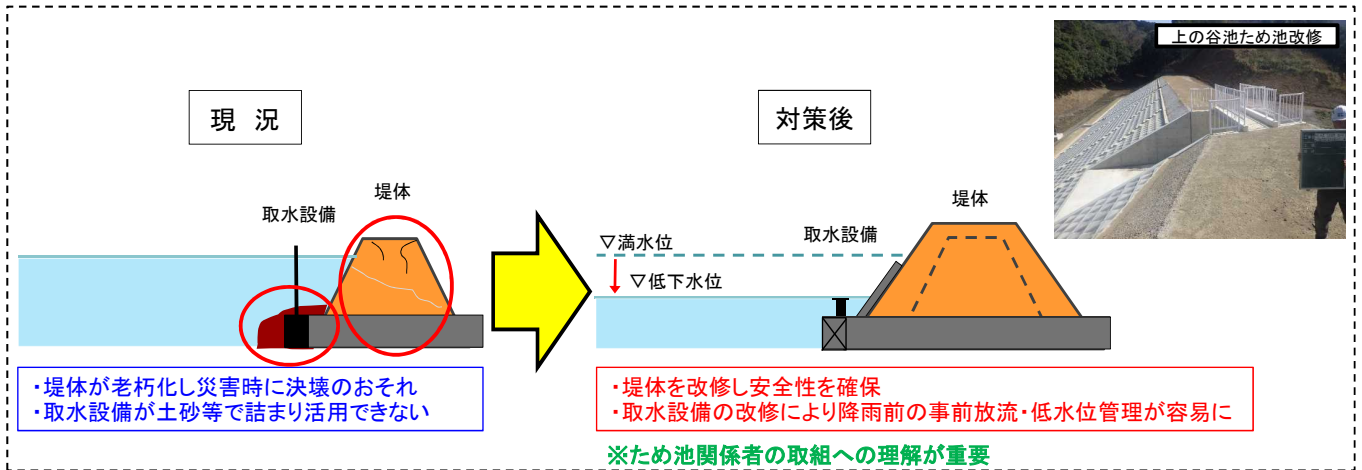 上の谷池ため池改修
現 況
対策後
堤体
取水設備
堤体
取水設備
▽満水位
▽低下水位
・堤体が老朽化し災害時に決壊のおそれ
・取水設備が土砂等で詰まり活用できない
・堤体を改修し安全性を確保
・取水設備の改修により降雨前の事前放流・低水位管理が容易に
※ため池関係者の取組への理解が重要